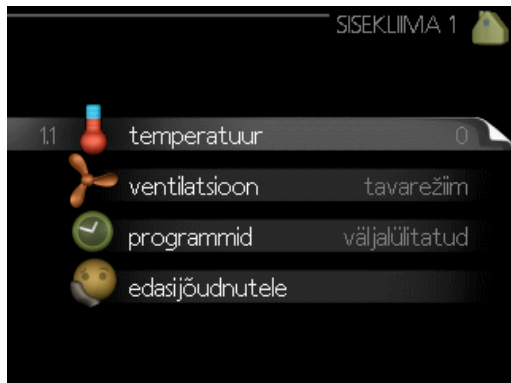 SISEKLIIMA 1
1.1 temperatuur 0
ventilatsioon tavarežiim
programmid väljalülitatud
edasijõudnutele